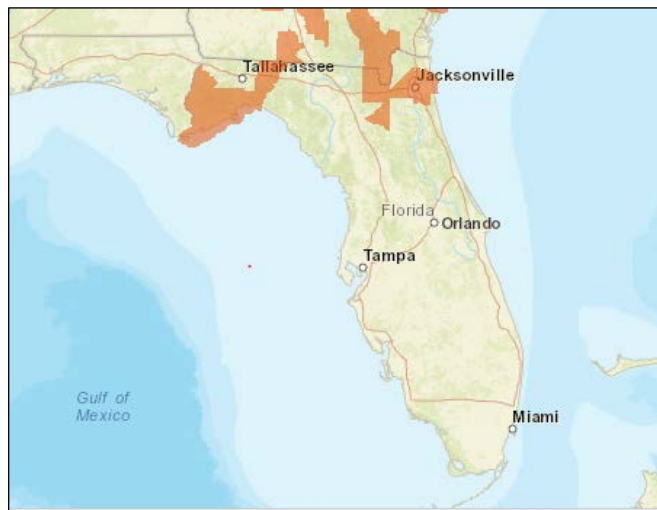 Tallahassee
Jacksonville
Florida
Orlando
Tampa
Gulf of
Mexico
Miami